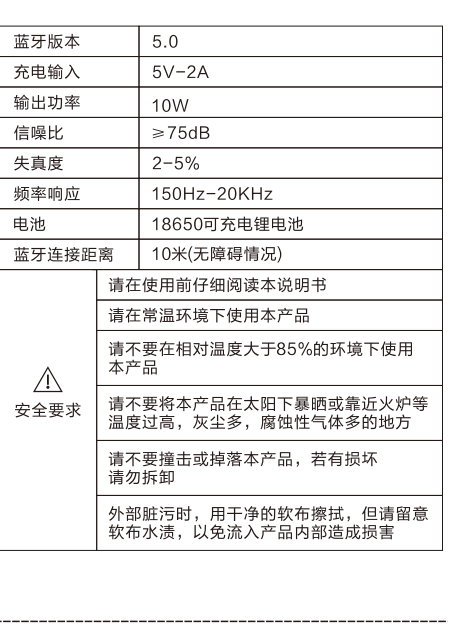 蓝牙版本 5.0
充电输入 5V-2A
输出功率 10W
信噪比 ≥75dB
失真度 2-5%
频率响应 150Hz-20KHz
电池 18650可充电锂电池
蓝牙连接距离 10米(无障碍情况)
安全要求
请在使用前仔细阅读本说明书
请在常温环境下使用本产品
请不要在相对温度大于85%的环境下使用
本产品
请不要将本产品在太阳下暴晒或靠近火炉等
温度过高，灰尘多，腐蚀性气体多的地方
请不要撞击或掉落本产品，若有损坏
请勿拆卸
外部脏污时，用干净的软布擦拭，但请留意
软布水渍，以免流入产品内部造成损害